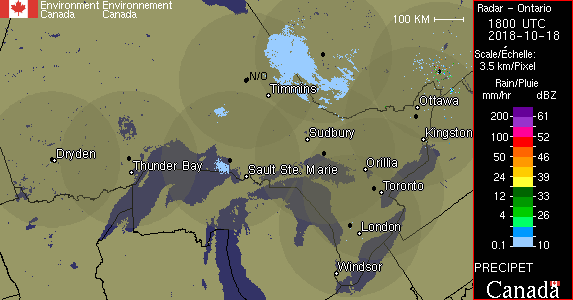 Environment Environnement
Canada Canada
100 KM
N/O
Timmins
Ottawa
Sudbury
Kingston
Dryden
Thunder Bay
Sault Ste. Marie
Orillia
Toronto
London
Windsor
Radar - Ontario
1800 UTC
2018-10-18
Scale/Échelle:
3.5 km/Pixel
Rain/Pluie
mm/hr dBZ
200 61
100 52
50 46
24 39
12 33
4 26
0.1 10
PRECIPET
Canada